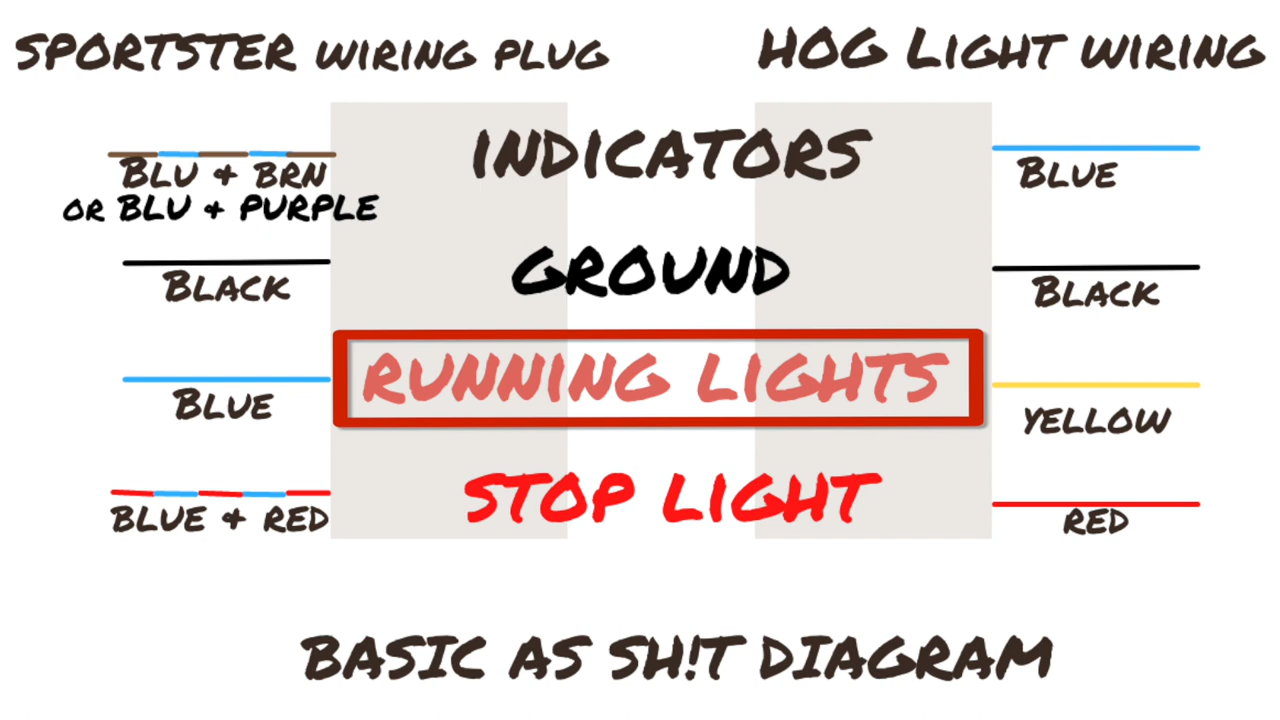 SPORTSTER WIRING PLUG
HOG LIGHT WIRING
INDICATORS
BLU & BRN
OR BLU & PURPLE
BLUE
GROUND
BLACK
BLACK
RUNNING LIGHTS
BLUE
YELLOW
STOP LIGHT
BLUE & RED
RED
BASIC AS SH!T DIAGRAM